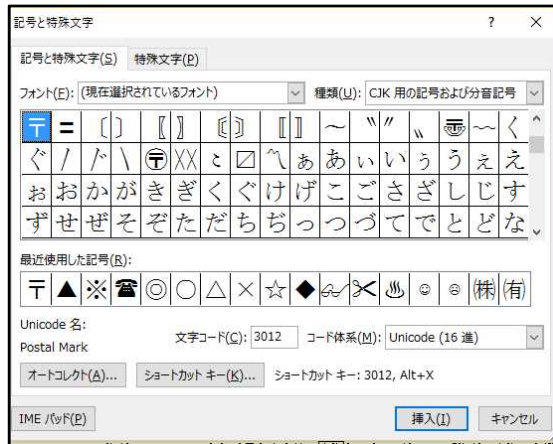 記号と特殊文字 ? ×
記号と特殊文字(S) 特殊文字(P)
フォント(F): (現在選択されているフォント) 種類(U): CJK 用の記号および分音記号
〒 〓 〔 〕 〖 〗 〘 〙 〚 〛 〜 〝 〞 〟 〠 〰 〱
〲 〳 〴 〵 〶 〤 〻 〼 〽 ぁ あ ぃ い ぅ う ぇ え
ぉ お か が き ぎ く ぐ け げ こ ご さ ざ し じ す
ず せ ぜ そ ぞ た だ ち ぢ っ つ づ て で と ど な
最近使用した記号(R):
〒 ▲ ※ ☎ ◎ ○ △ × ☆ ◆ 👓 ✂ ♨ ☺ ☹ ㈱ ㈲
Unicode 名:
Postal Mark
文字コード(C): 3012 コード体系(M): Unicode (16 進)
オートコレクト(A)... ショートカット キー(K)... ショートカット キー: 3012, Alt+X
IME パッド(P) 挿入(I) キャンセル